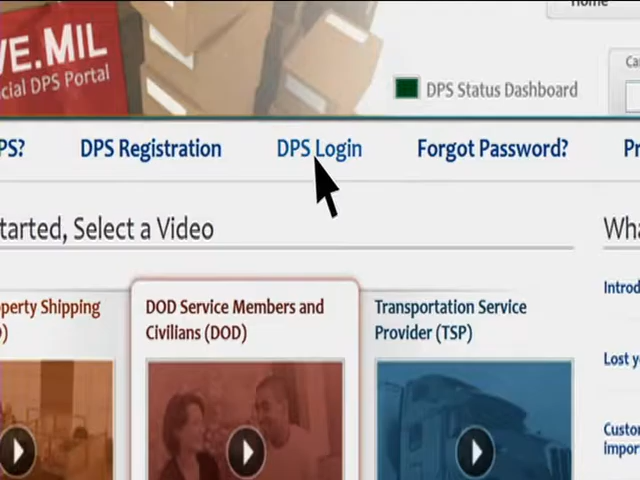 Home
VE.MIL
cial DPS Portal
DPS Status Dashboard
PS?
DPS Registration
DPS Login
Forgot Password?
Pr
tarted, Select a Video
Wha
operty Shipping
)
DOD Service Members and
Civilians (DOD)
Transportation Service
Provider (TSP)
Introd
Lost y
Custo
impor